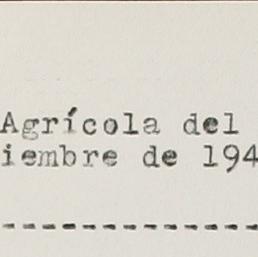 Agrícola del
iembre de 194
--------------